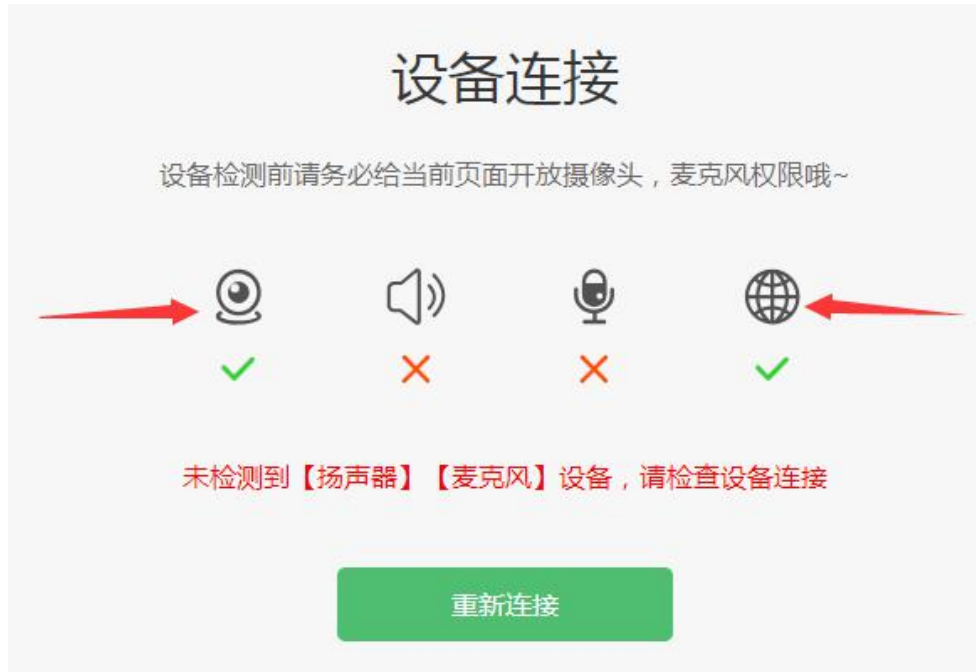 设备连接
设备检测前请务必给当前页面开放摄像头，麦克风权限哦~
未检测到【扬声器】【麦克风】设备，请检查设备连接
重新连接